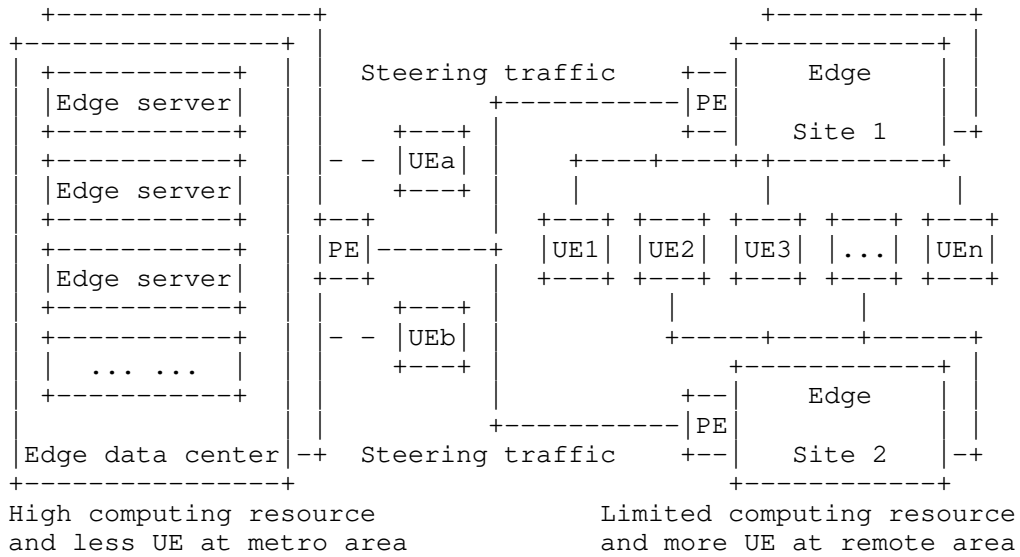 Steering traffic Edge
Edge server PE
Site 1
UEa
Edge server
PE UE1 UE2 UE3 ... UEn
Edge server
UEb
... ...
Edge
PE
Edge data center Steering traffic Site 2
High computing resource Limited computing resource
and less UE at metro area and more UE at remote area